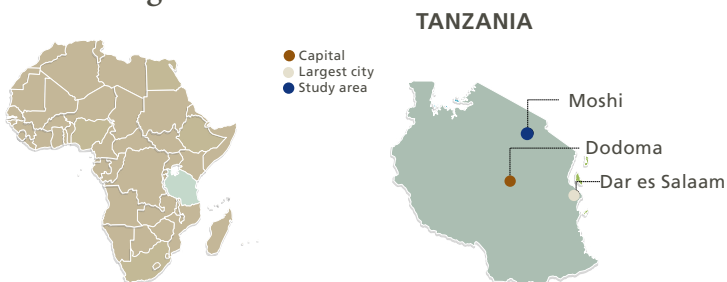 TANZANIA
Capital
Largest city
Study area
Moshi
Dodoma
Dar es Salaam